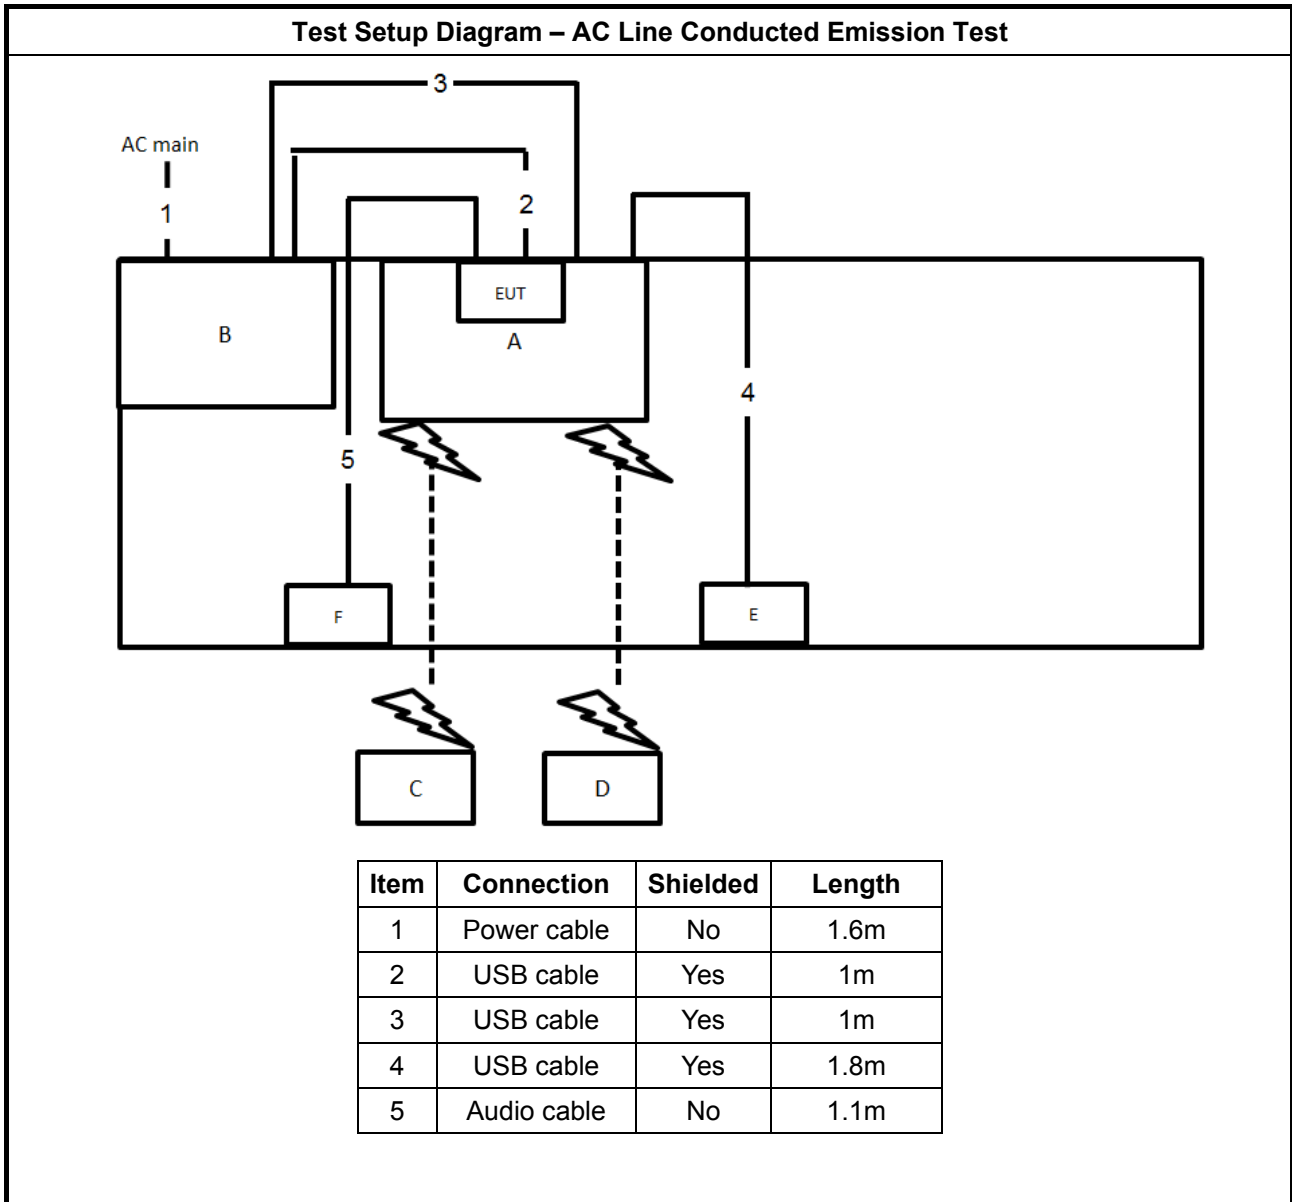 Test Setup Diagram – AC Line Conducted Emission Test
3
AC main
1
2
EUT
B
A
4
5
F
E
C
D
Item Connection Shielded Length
1 Power cable No 1.6m
2 USB cable Yes 1m
3 USB cable Yes 1m
4 USB cable Yes 1.8m
5 Audio cable No 1.1m